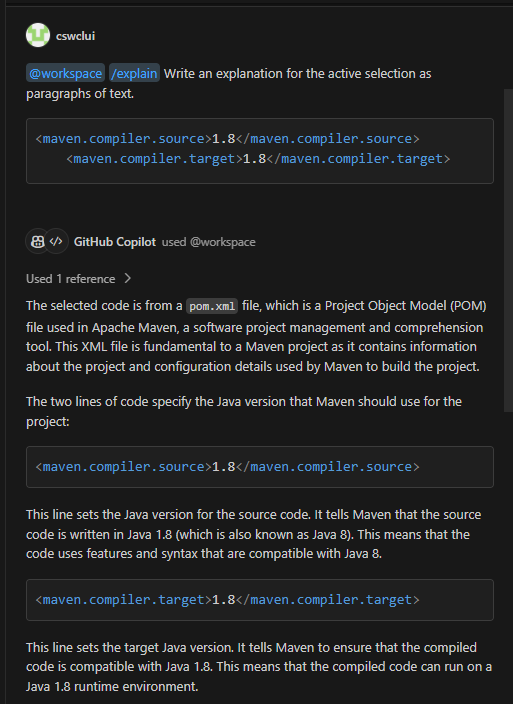 cswclui
@workspace /explain Write an explanation for the active selection as
paragraphs of text.
<maven.compiler.source>1.8</maven.compiler.source>
    <maven.compiler.target>1.8</maven.compiler.target>
GitHub Copilot used @workspace
Used 1 reference >
The selected code is from a pom.xml file, which is a Project Object Model (POM)
file used in Apache Maven, a software project management and comprehension
tool. This XML file is fundamental to a Maven project as it contains information
about the project and configuration details used by Maven to build the project.
The two lines of code specify the Java version that Maven should use for the
project:
<maven.compiler.source>1.8</maven.compiler.source>
This line sets the Java version for the source code. It tells Maven that the source
code is written in Java 1.8 (which is also known as Java 8). This means that the
code uses features and syntax that are compatible with Java 8.
<maven.compiler.target>1.8</maven.compiler.target>
This line sets the target Java version. It tells Maven to ensure that the compiled
code is compatible with Java 1.8. This means that the compiled code can run on a
Java 1.8 runtime environment.